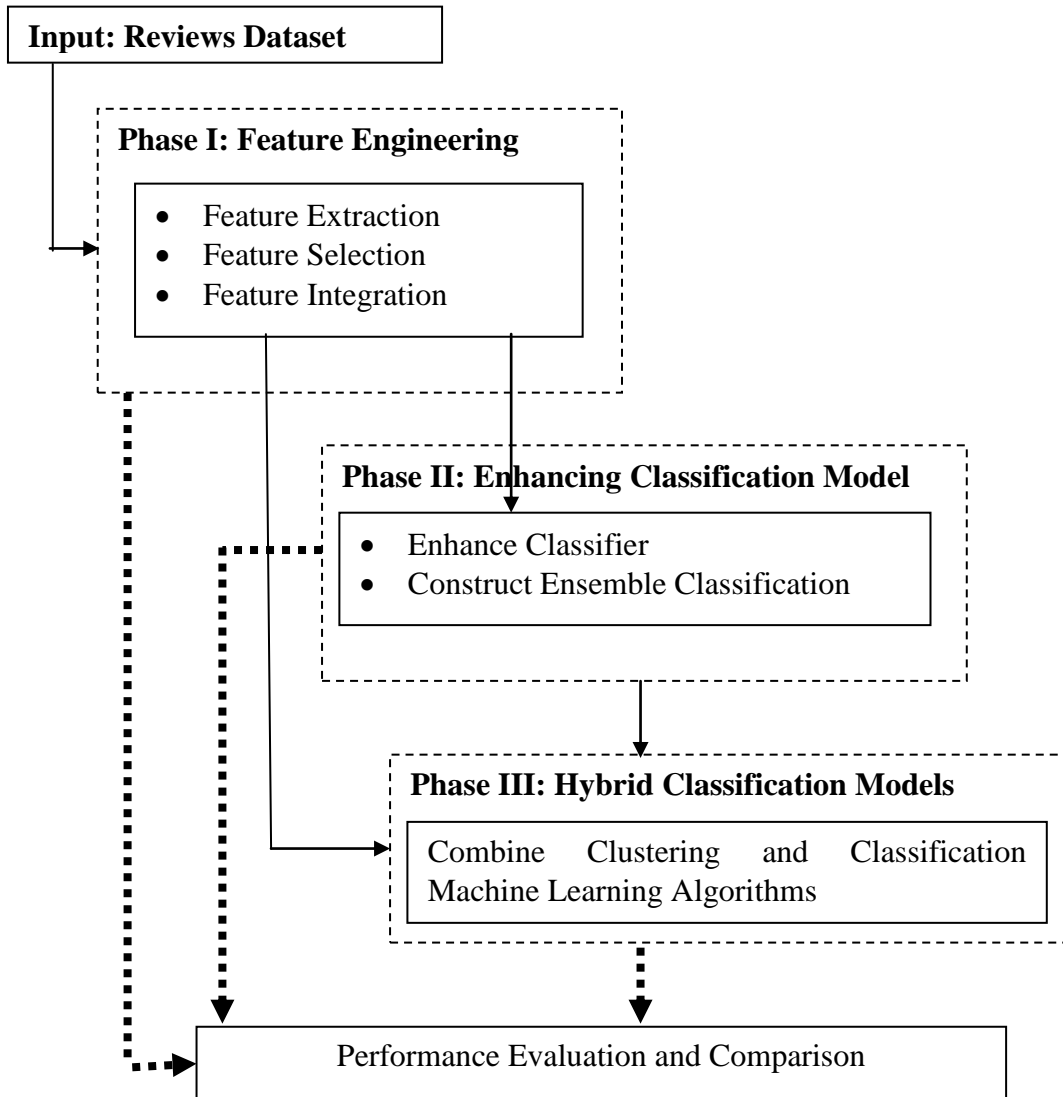 Input: Reviews Dataset
Phase I: Feature Engineering
• Feature Extraction
• Feature Selection
• Feature Integration
Phase II: Enhancing Classification Model
• Enhance Classifier
• Construct Ensemble Classification
Phase III: Hybrid Classification Models
Combine Clustering and Classification
Machine Learning Algorithms
Performance Evaluation and Comparison